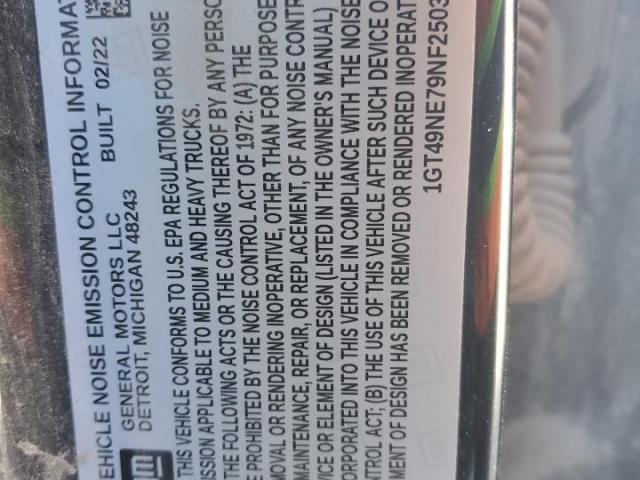 EHICLE NOISE EMISSION CONTROL INFORMA
GENERAL MOTORS LLC
DETROIT, MICHIGAN 48243
BUILT 02/22
GM
THIS VEHICLE CONFORMS TO U.S. EPA REGULATIONS FOR NOISE
SSION APPLICABLE TO MEDIUM AND HEAVY TRUCKS.
THE FOLLOWING ACTS OR THE CAUSING THEREOF BY ANY PERSO
E PROHIBITED BY THE NOISE CONTROL ACT OF 1972: (A) THE
MOVAL OR RENDERING INOPERATIVE, OTHER THAN FOR PURPOSE
MAINTENANCE, REPAIR, OR REPLACEMENT, OF ANY NOISE CONTR
VICE OR ELEMENT OF DESIGN (LISTED IN THE OWNER'S MANUAL)
ORPORATED INTO THIS VEHICLE IN COMPLIANCE WITH THE NOISE
NTROL ACT; (B) THE USE OF THIS VEHICLE AFTER SUCH DEVICE O
MENT OF DESIGN HAS BEEN REMOVED OR RENDERED INOPERAT
1GT49NE79NF2503